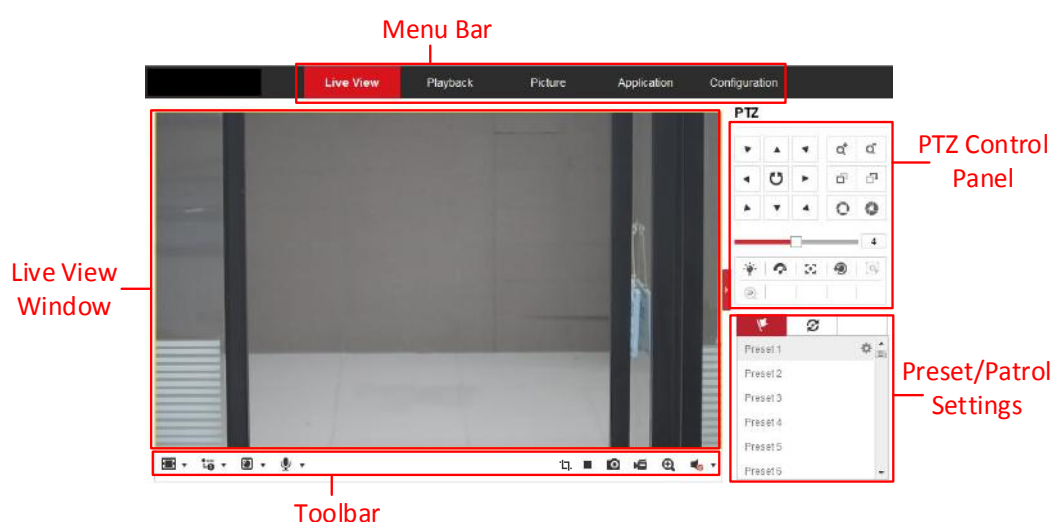 Menu Bar
Live View Playback Picture Application Configuration
PTZ
PTZ Control
Panel
4
Live View
Window
Preset 1
Preset 2
Preset 3
Preset 4
Preset 5
Preset 6
Preset/Patrol
Settings
Toolbar